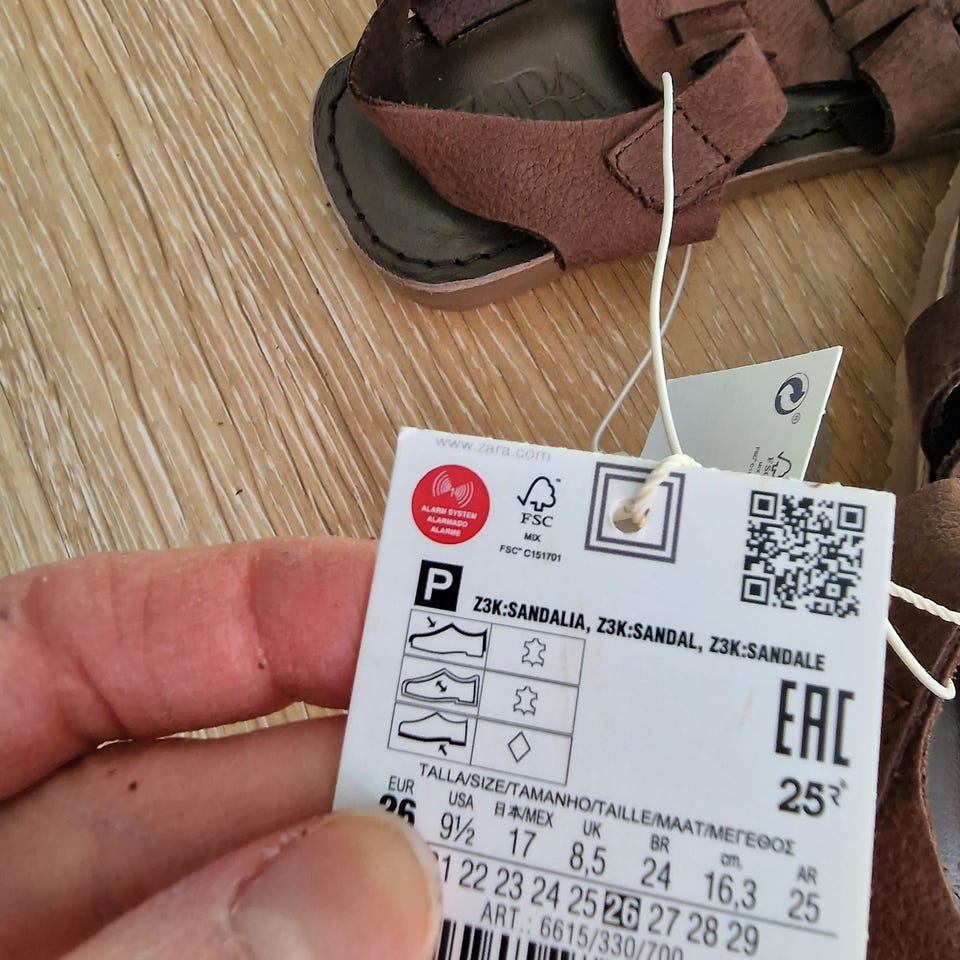 www.zara.com
ALARM SYSTEM
ALARMADO
ALARME
FSC™
MIX
FSC™ C151701
P
Z3K:SANDALIA, Z3K:SANDAL, Z3K:SANDALE
EAC
25
TALLA/SIZE/TAMANHO/TAILLE/MAAT/ΜΕΓΕΘΟΣ
EUR USA 日本/MEX UK BR cm. AR
26 9½ 17 8,5 24 16,3 25
22 23 24 25 26 27 28 29
ART.: 6615/330/700